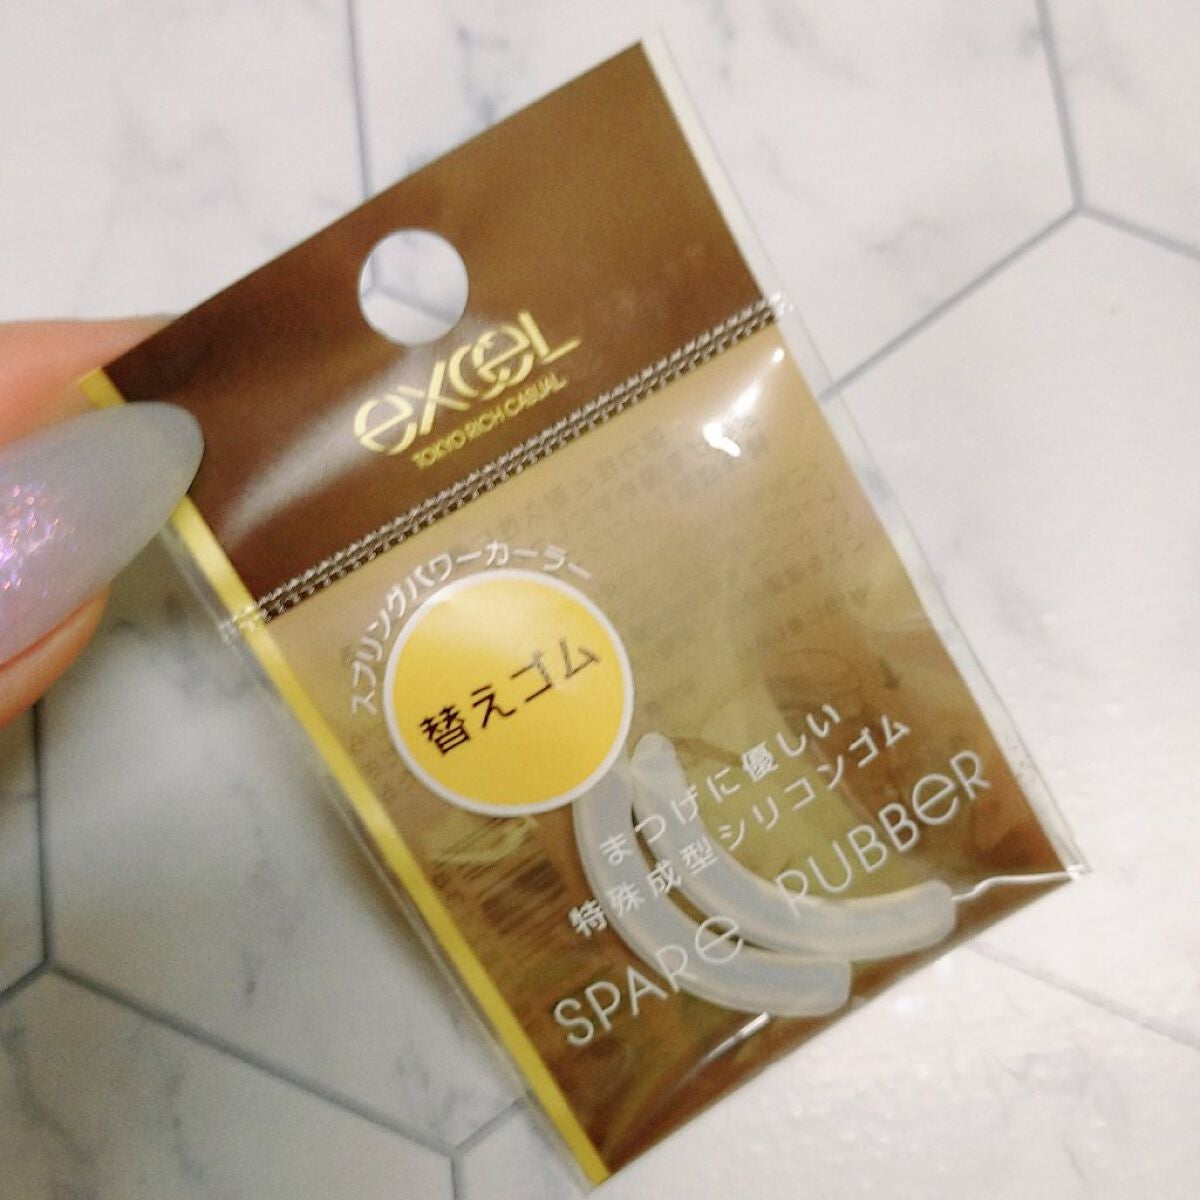 excel
TOKYO RICH CASUAL
スプリングパワーカーラー
替えゴム
まつげに優しい
特殊成型シリコンゴム
SPARe RUBBeR